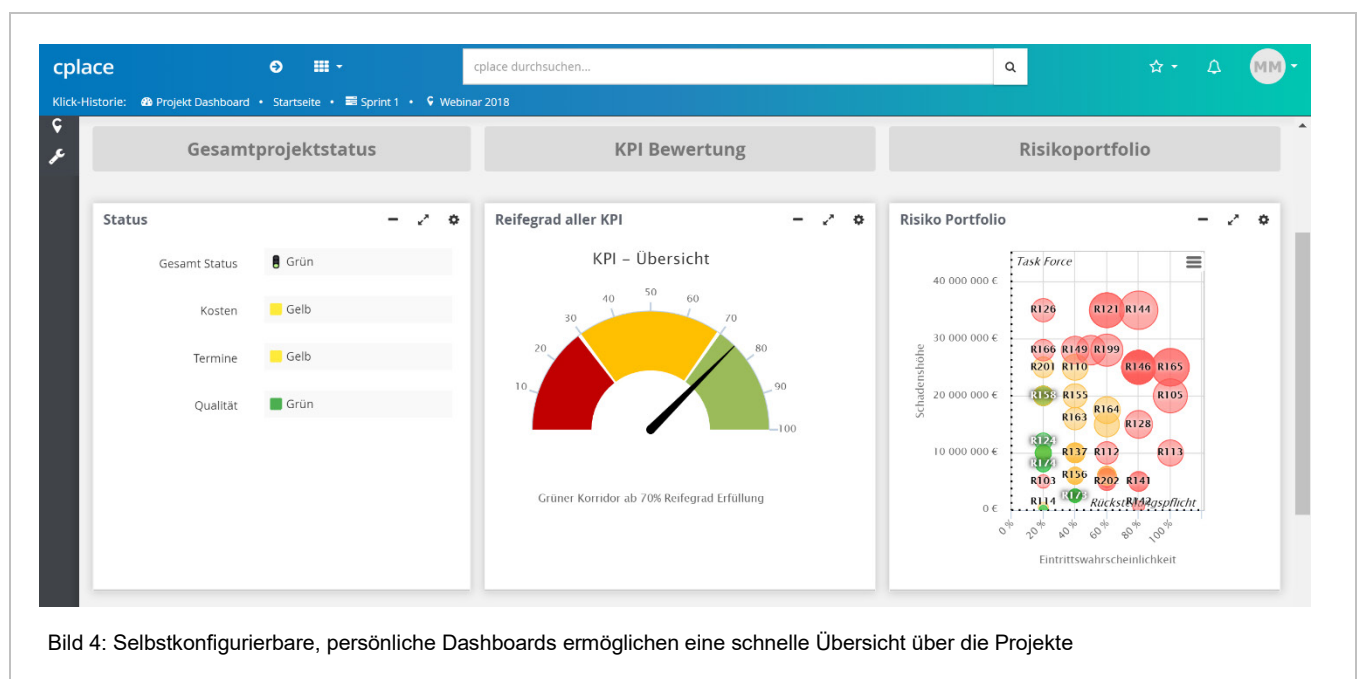 cplace
cplace durchsuchen...
MM
Klick-Historie: Projekt Dashboard • Startseite • Sprint 1 • Webinar 2018
Gesamtprojektstatus
KPI Bewertung
Risikoportfolio
Status
Gesamt Status Grün
Kosten Gelb
Termine Gelb
Qualität Grün
Reifegrad aller KPI
KPI – Übersicht
10
20
30
40
50
60
70
80
90
100
Grüner Korridor ab 70% Reifegrad Erfüllung
Risiko Portfolio
Task Force
Schadenshöhe
40 000 000 €
30 000 000 €
20 000 000 €
10 000 000 €
0 €
R126 R121 R144
R166 R149 R199
R201 R110 R146 R165
R158 R155 R105
R163 R164
R128
R124
R137 R112 R113
R174
R103 R156 R202 R141
R114 R173 R142
Rückstellungspflicht
0% 20% 40% 60% 80% 100%
Eintrittswahrscheinlichkeit
Bild 4: Selbstkonfigurierbare, persönliche Dashboards ermöglichen eine schnelle Übersicht über die Projekte